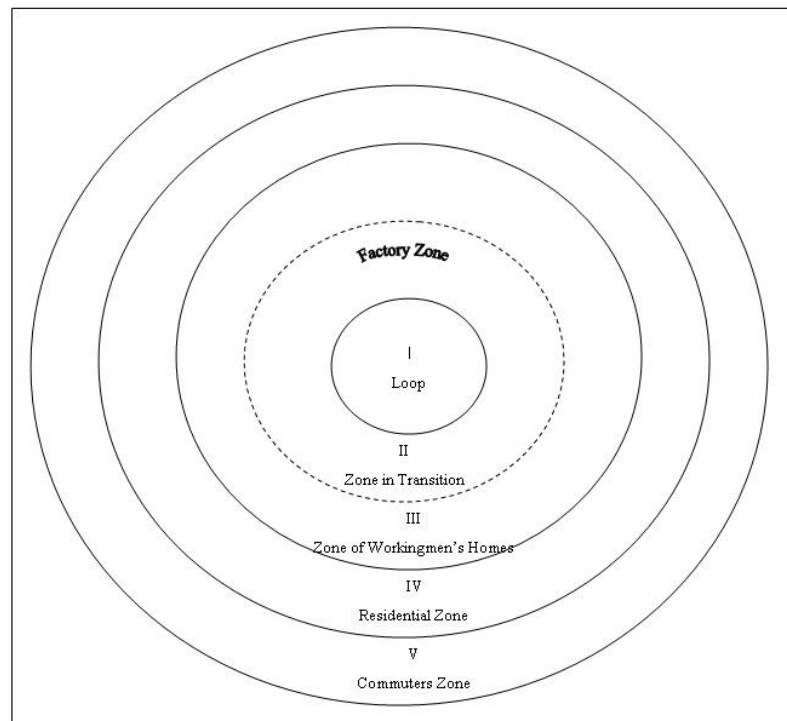 Factory Zone
I
Loop
II
Zone in Transition
III
Zone of Workingmen's Homes
IV
Residential Zone
V
Commuters Zone